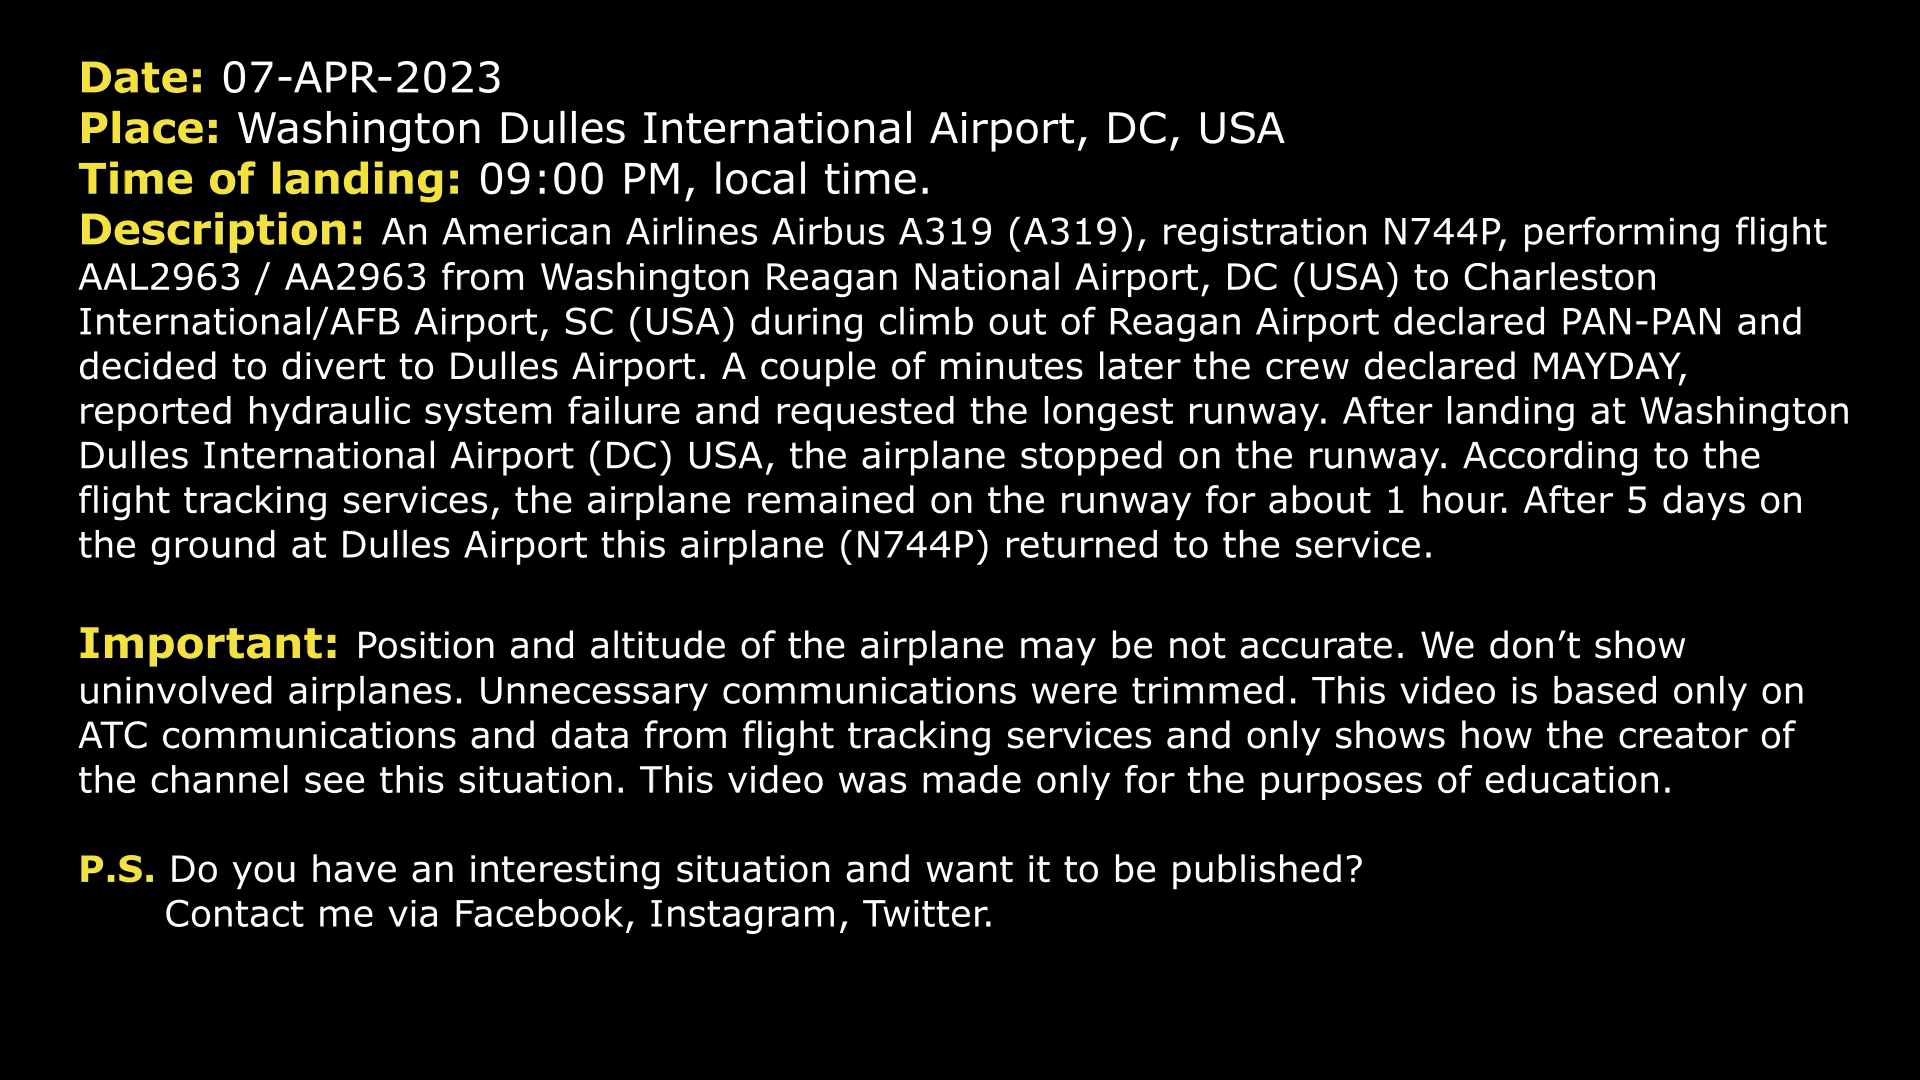 Date: 07-APR-2023
Place: Washington Dulles International Airport, DC, USA
Time of landing: 09:00 PM, local time.
Description: An American Airlines Airbus A319 (A319), registration N744P, performing flight
AAL2963 / AA2963 from Washington Reagan National Airport, DC (USA) to Charleston
International/AFB Airport, SC (USA) during climb out of Reagan Airport declared PAN-PAN and
decided to divert to Dulles Airport. A couple of minutes later the crew declared MAYDAY,
reported hydraulic system failure and requested the longest runway. After landing at Washington
Dulles International Airport (DC) USA, the airplane stopped on the runway. According to the
flight tracking services, the airplane remained on the runway for about 1 hour. After 5 days on
the ground at Dulles Airport this airplane (N744P) returned to the service.
Important: Position and altitude of the airplane may be not accurate. We don’t show
uninvolved airplanes. Unnecessary communications were trimmed. This video is based only on
ATC communications and data from flight tracking services and only shows how the creator of
the channel see this situation. This video was made only for the purposes of education.
P.S. Do you have an interesting situation and want it to be published?
Contact me via Facebook, Instagram, Twitter.